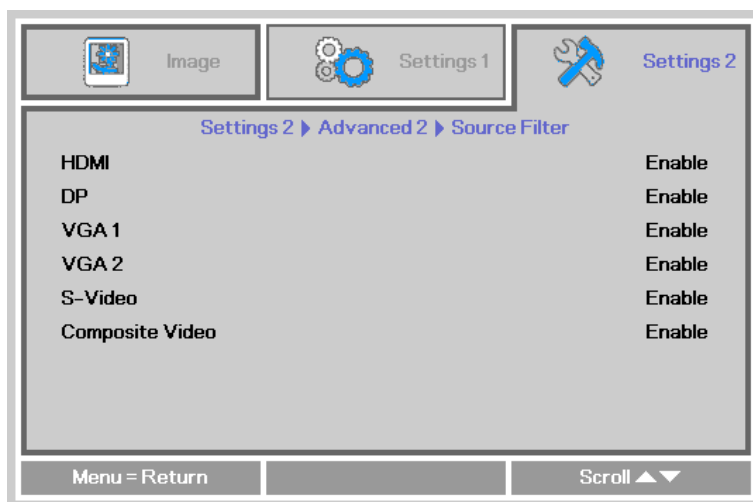 Image
Settings 1
Settings 2
Settings 2 ▶ Advanced 2 ▶ Source Filter
HDMI Enable
DP Enable
VGA 1 Enable
VGA 2 Enable
S-Video Enable
Composite Video Enable
Menu = Return
Scroll ▲▼